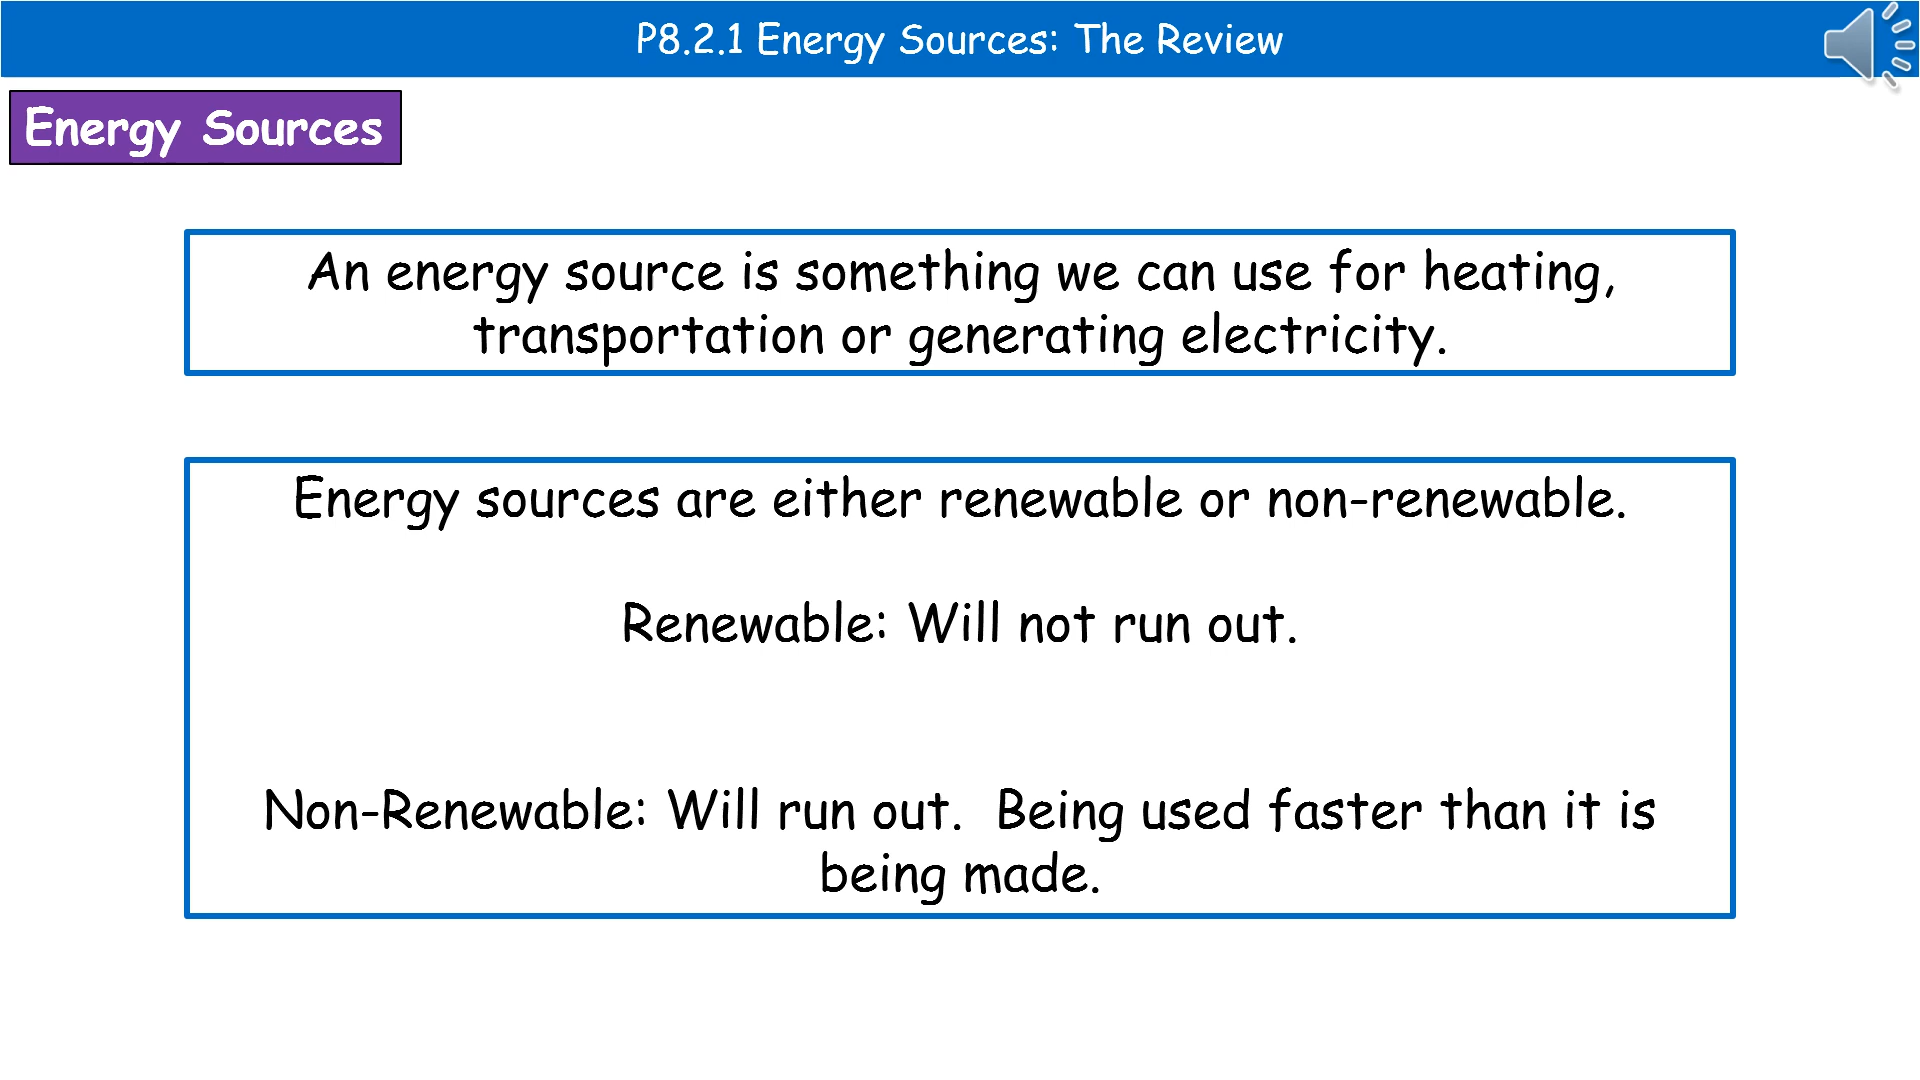 P8.2.1 Energy Sources: The Review
Energy Sources
An energy source is something we can use for heating,
transportation or generating electricity.
Energy sources are either renewable or non-renewable.
Renewable: Will not run out.
Non-Renewable: Will run out.  Being used faster than it is
being made.